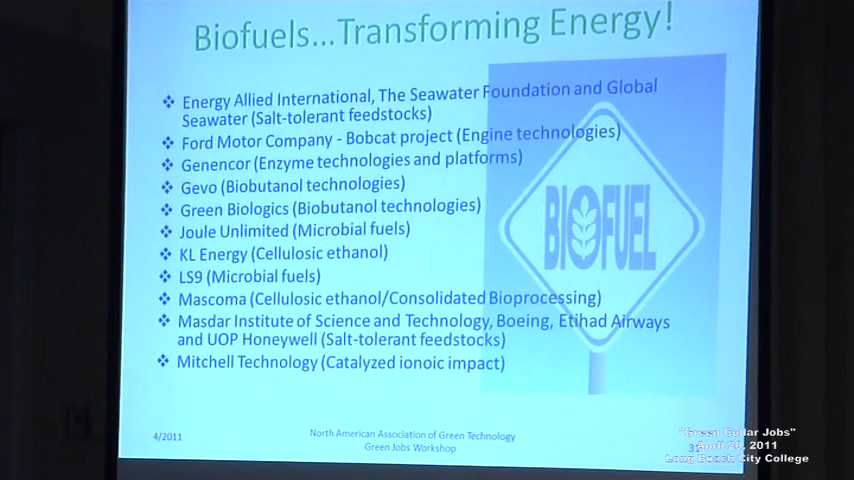 Biofuels...Transforming Energy!
❖ Energy Allied International, The Seawater Foundation and Global
Seawater (Salt-tolerant feedstocks)
❖ Ford Motor Company - Bobcat project (Engine technologies)
❖ Genencor (Enzyme technologies and platforms)
❖ Gevo (Biobutanol technologies)
❖ Green Biologics (Biobutanol technologies)
❖ Joule Unlimited (Microbial fuels)
❖ KL Energy (Cellulosic ethanol)
❖ LS9 (Microbial fuels)
❖ Mascoma (Cellulosic ethanol/Consolidated Bioprocessing)
❖ Masdar Institute of Science and Technology, Boeing, Etihad Airways
and UOP Honeywell (Salt-tolerant feedstocks)
❖ Mitchell Technology (Catalyzed ionoic impact)
BIOFUEL
4/2011
North American Association of Green Technology
Green Jobs Workshop
"Green Collar Jobs"
April 20, 2011
Long Beach City College